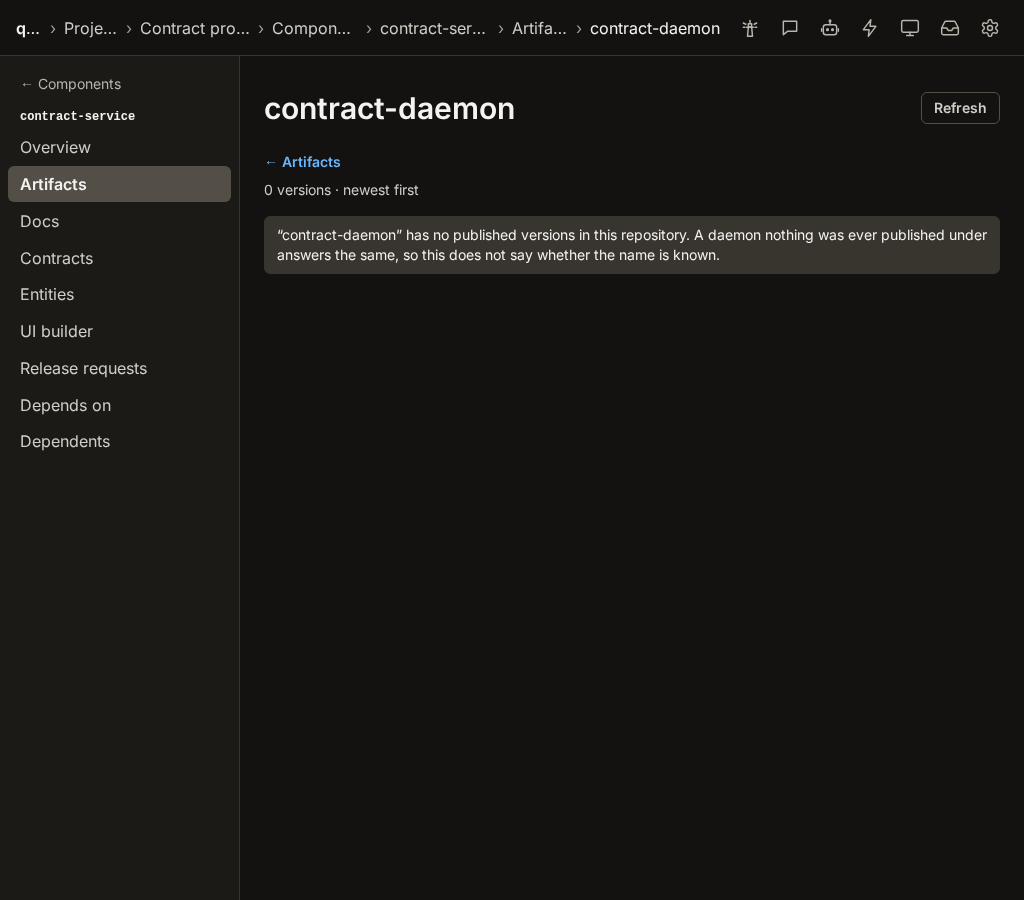 q… › Proje… › Contract pro… › Compon… › contract-ser… › Artifa… › contract-daemon
← Components
contract-service
Overview
Artifacts
Docs
Contracts
Entities
UI builder
Release requests
Depends on
Dependents
contract-daemon
Refresh
← Artifacts
0 versions · newest first
“contract-daemon” has no published versions in this repository. A daemon nothing was ever published under
answers the same, so this does not say whether the name is known.